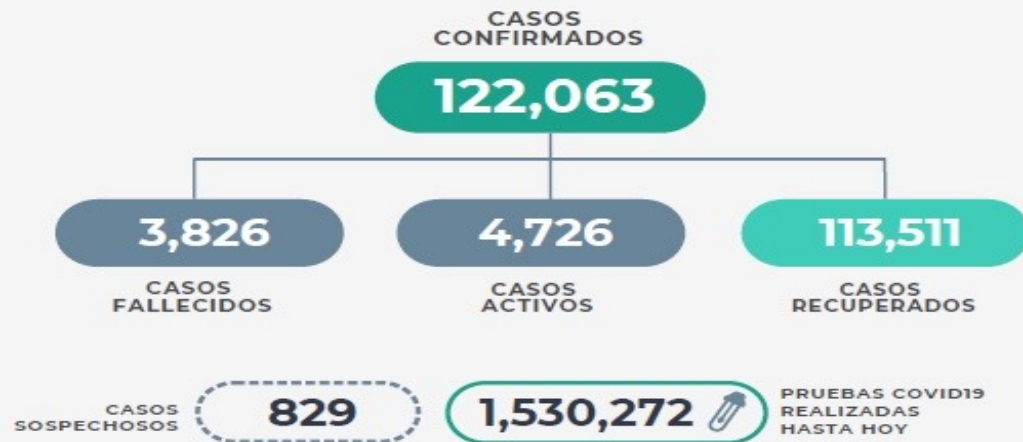 CASOS
CONFIRMADOS
122,063
3,826
4,726
113,511
CASOS
FALLECIDOS
CASOS
ACTIVOS
CASOS
RECUPERADOS
CASOS
SOSPECHOSOS
829
1,530,272
PRUEBAS COVID19
REALIZADAS
HASTA HOY